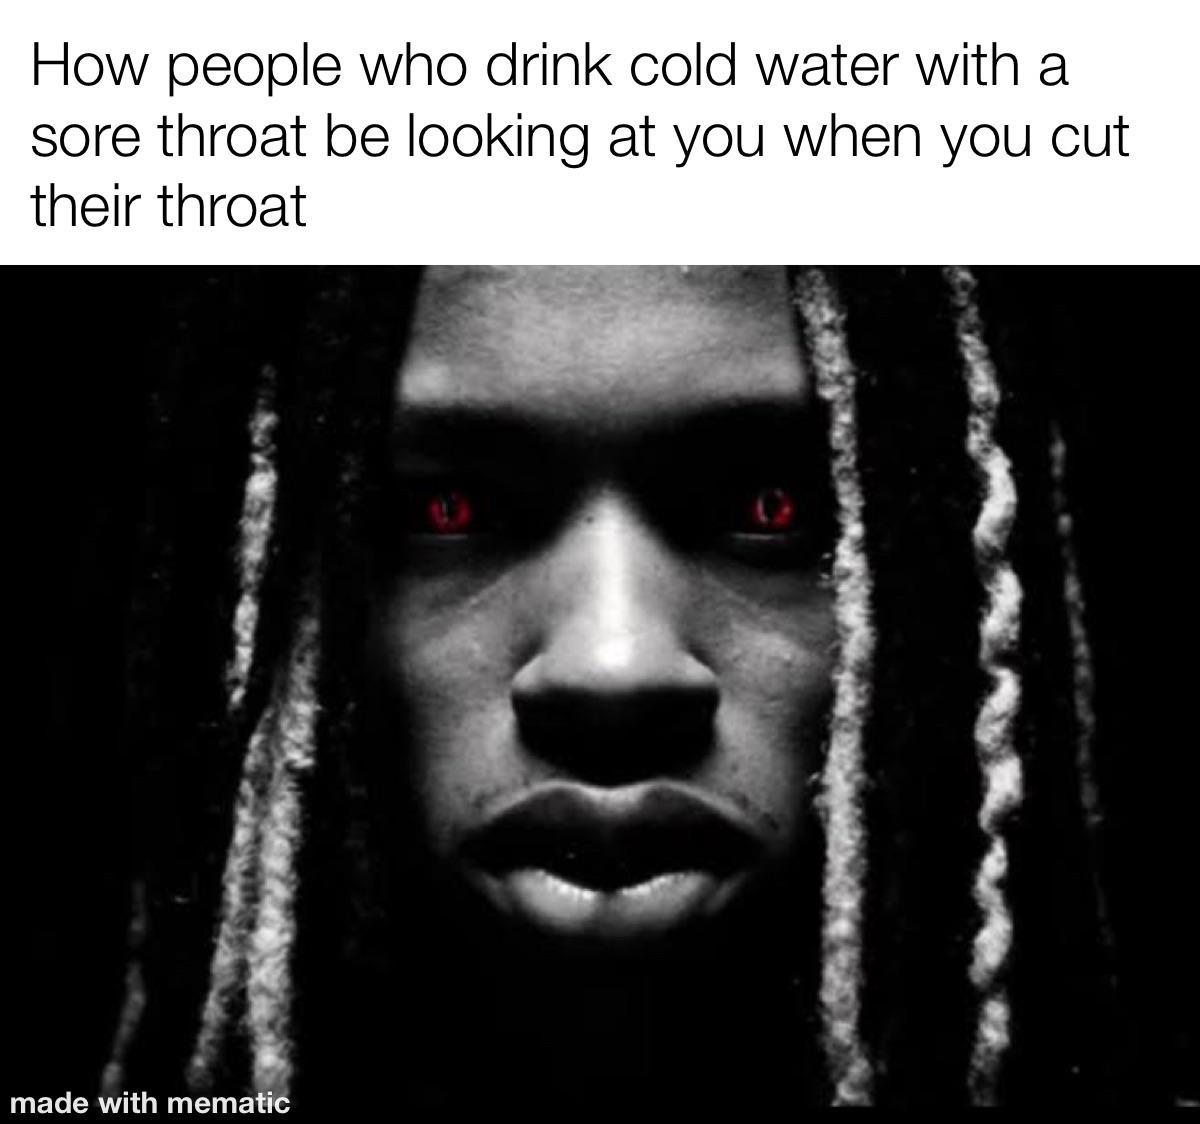 How people who drink cold water with a
sore throat be looking at you when you cut
their throat
made with mematic